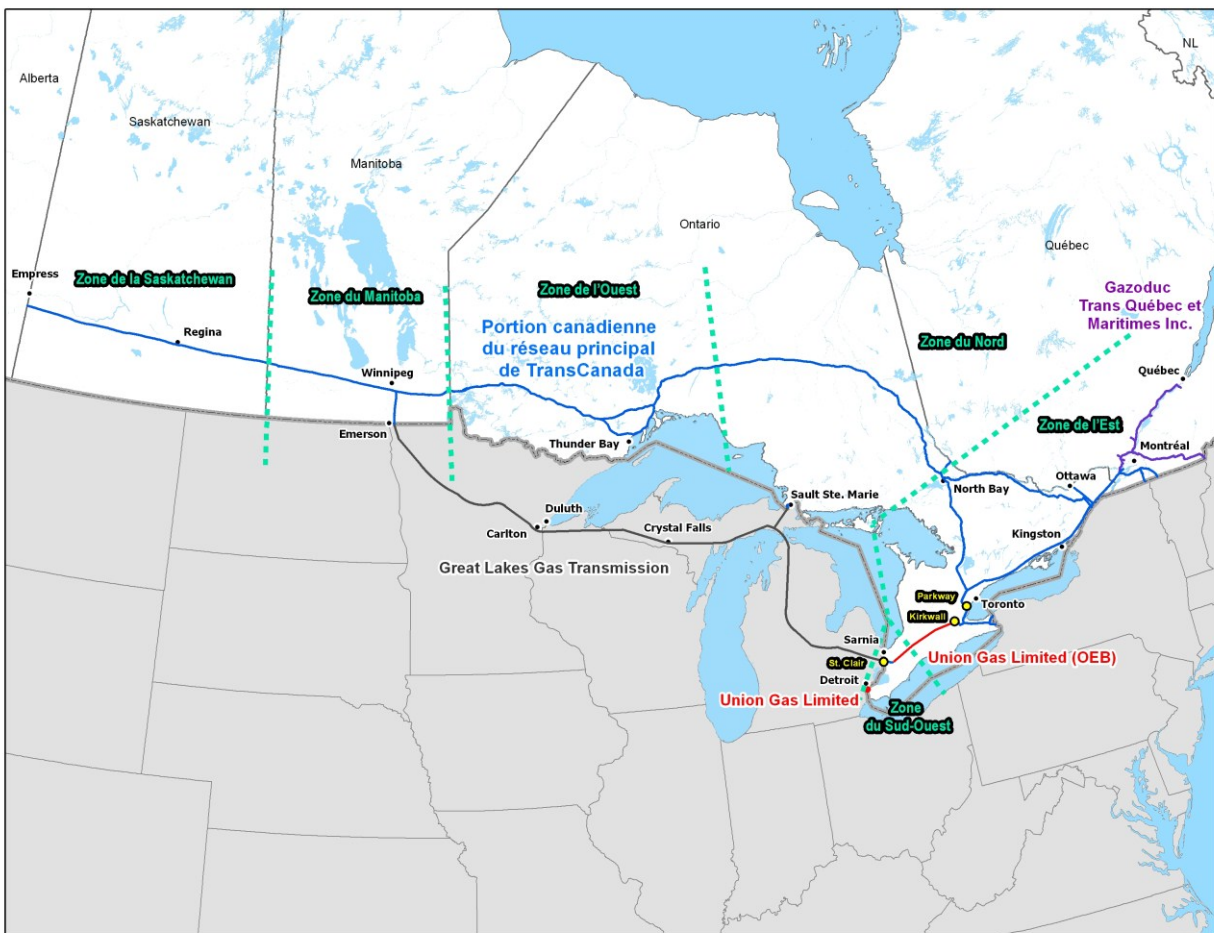 NL
Alberta
Saskatchewan
Manitoba
Ontario
Québec
Empress
Zone de la Saskatchewan
Zone du Manitoba
Zone de l'Ouest
Gazoduc
Trans Québec et
Maritimes Inc.
Portion canadienne
du réseau principal
de TransCanada
Regina
Zone du Nord
Winnipeg
Québec
Emerson
Thunder Bay
Zone de l'Est
Montréal
North Bay
Ottawa
Sault Ste. Marie
Duluth
Carlton
Crystal Falls
Kingston
Great Lakes Gas Transmission
Parkway
Toronto
Kirkwall
Sarnia
St. Clair
Union Gas Limited (OEB)
Detroit
Union Gas Limited
Zone
du Sud-Ouest